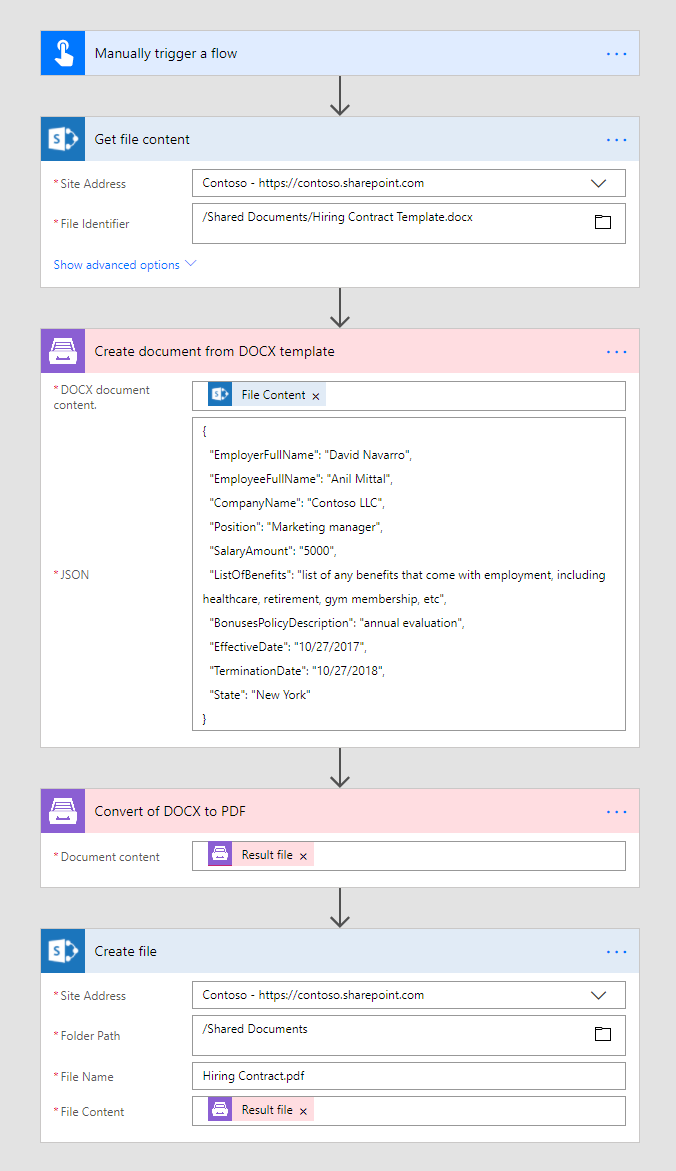 Manually trigger a flow
Get file content
* Site Address
Contoso - https://contoso.sharepoint.com
* File Identifier
/Shared Documents/Hiring Contract Template.docx
Show advanced options
Create document from DOCX template
* DOCX document
content.
File Content ×
* JSON
{
"EmployerFullName": "David Navarro",
"EmployeeFullName": "Anil Mittal",
"CompanyName": "Contoso LLC",
"Position": "Marketing manager",
"SalaryAmount": "5000",
"ListOfBenefits": "list of any benefits that come with employment, including
healthcare, retirement, gym membership, etc",
"BonusesPolicyDescription": "annual evaluation",
"EffectiveDate": "10/27/2017",
"TerminationDate": "10/27/2018",
"State": "New York"
}
Convert of DOCX to PDF
* Document content
Result file ×
Create file
* Site Address
Contoso - https://contoso.sharepoint.com
* Folder Path
/Shared Documents
* File Name
Hiring Contract.pdf
* File Content
Result file ×